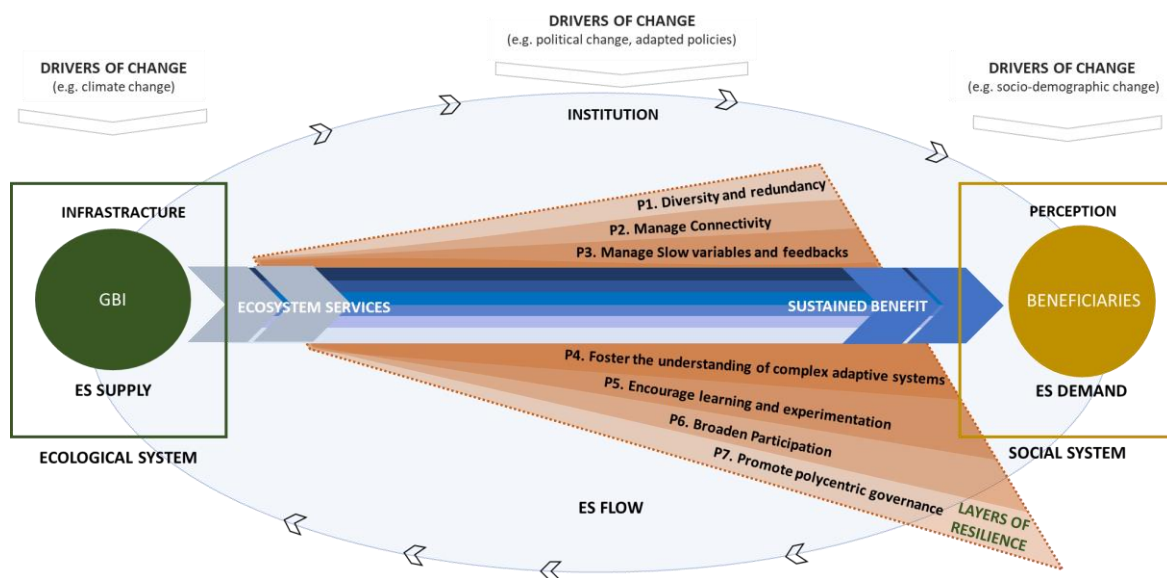 DRIVERS OF CHANGE
(e.g. political change, adapted policies)
DRIVERS OF CHANGE
(e.g. climate change)
DRIVERS OF CHANGE
(e.g. socio-demographic change)
INSTITUTION
INFRASTRACTURE
PERCEPTION
P1. Diversity and redundancy
P2. Manage Connectivity
P3. Manage Slow variables and feedbacks
GBI
ECOSYSTEM SERVICES
SUSTAINED BENEFIT
BENEFICIARIES
P4. Foster the understanding of complex adaptive systems
P5. Encourage learning and experimentation
P6. Broaden Participation
P7. Promote polycentric governance
ES SUPPLY
ES DEMAND
ECOLOGICAL SYSTEM
SOCIAL SYSTEM
ES FLOW
LAYERS OF
RESILIENCE